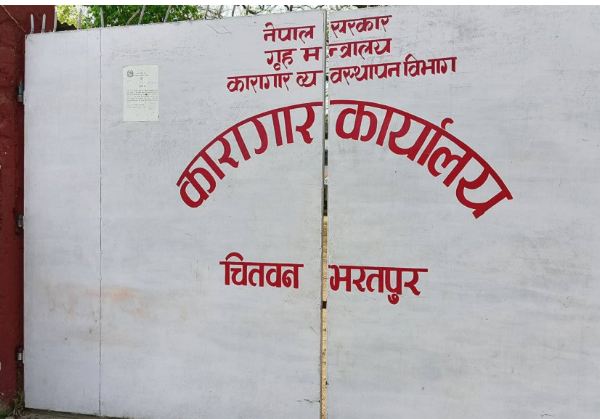 नेपाल सरकार
गृह मन्त्रालय
कारागार व्यवस्थापन विभाग
कारागार कार्यालय
चितवन भरतपुर